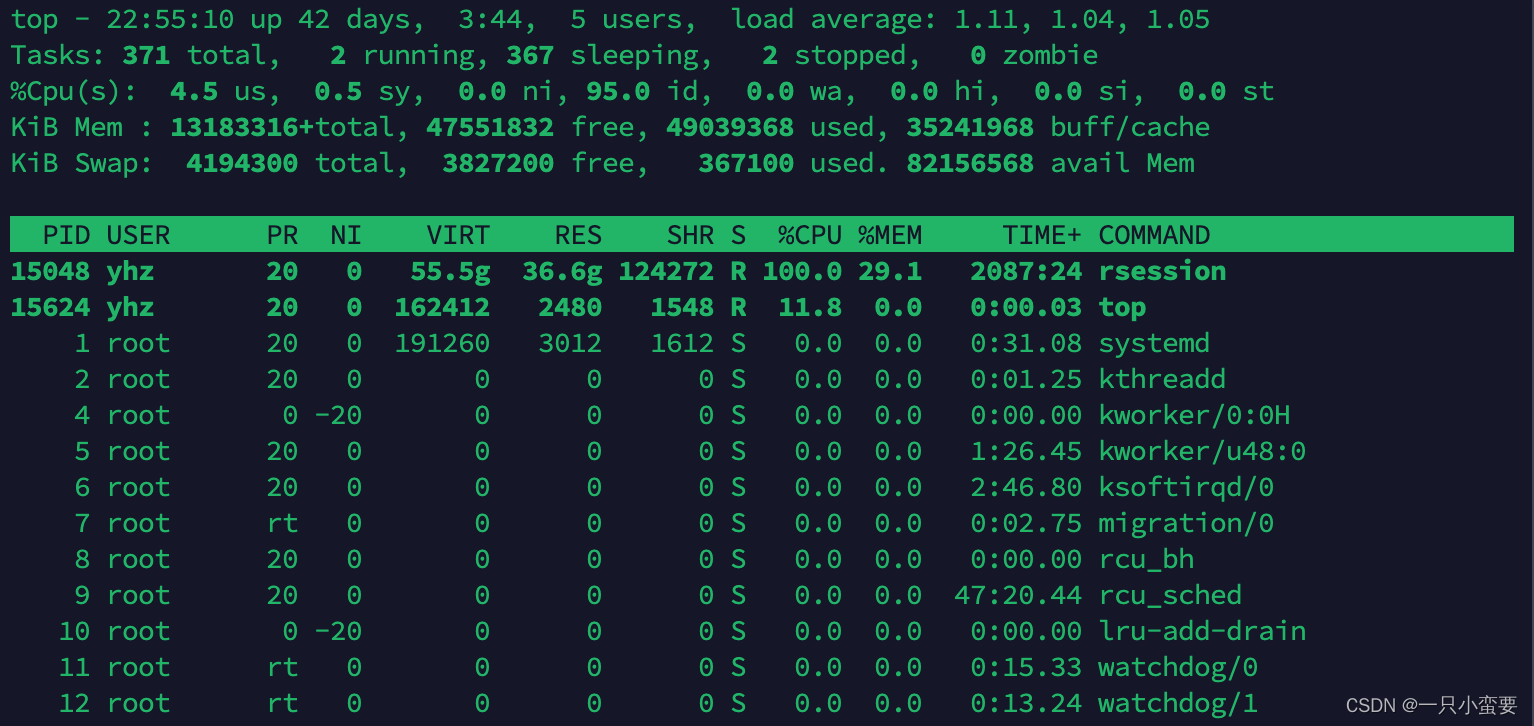 top - 22:55:10 up 42 days,  3:44,  5 users,  load average: 1.11, 1.04, 1.05
Tasks: 371 total,   2 running, 367 sleeping,   2 stopped,   0 zombie
%Cpu(s):  4.5 us,  0.5 sy,  0.0 ni, 95.0 id,  0.0 wa,  0.0 hi,  0.0 si,  0.0 st
KiB Mem : 13183316+total, 47551832 free, 49039368 used, 35241968 buff/cache
KiB Swap:  4194300 total,  3827200 free,   367100 used. 82156568 avail Mem
  PID USER      PR  NI    VIRT    RES    SHR S  %CPU %MEM     TIME+ COMMAND
15048 yhz       20   0   55.5g  36.6g 124272 R 100.0 29.1   2087:24 rsession
15624 yhz       20   0  162412   2480   1548 R  11.8  0.0   0:00.03 top
    1 root      20   0  191260   3012   1612 S   0.0  0.0   0:31.08 systemd
    2 root      20   0       0      0      0 S   0.0  0.0   0:01.25 kthreadd
    4 root       0 -20       0      0      0 S   0.0  0.0   0:00.00 kworker/0:0H
    5 root      20   0       0      0      0 S   0.0  0.0   1:26.45 kworker/u48:0
    6 root      20   0       0      0      0 S   0.0  0.0   2:46.80 ksoftirqd/0
    7 root      rt   0       0      0      0 S   0.0  0.0   0:02.75 migration/0
    8 root      20   0       0      0      0 S   0.0  0.0   0:00.00 rcu_bh
    9 root      20   0       0      0      0 S   0.0  0.0  47:20.44 rcu_sched
   10 root       0 -20       0      0      0 S   0.0  0.0   0:00.00 lru-add-drain
   11 root      rt   0       0      0      0 S   0.0  0.0   0:15.33 watchdog/0
   12 root      rt   0       0      0      0 S   0.0  0.0   0:13.24 watchdog/1
CSDN @一只小蛮要